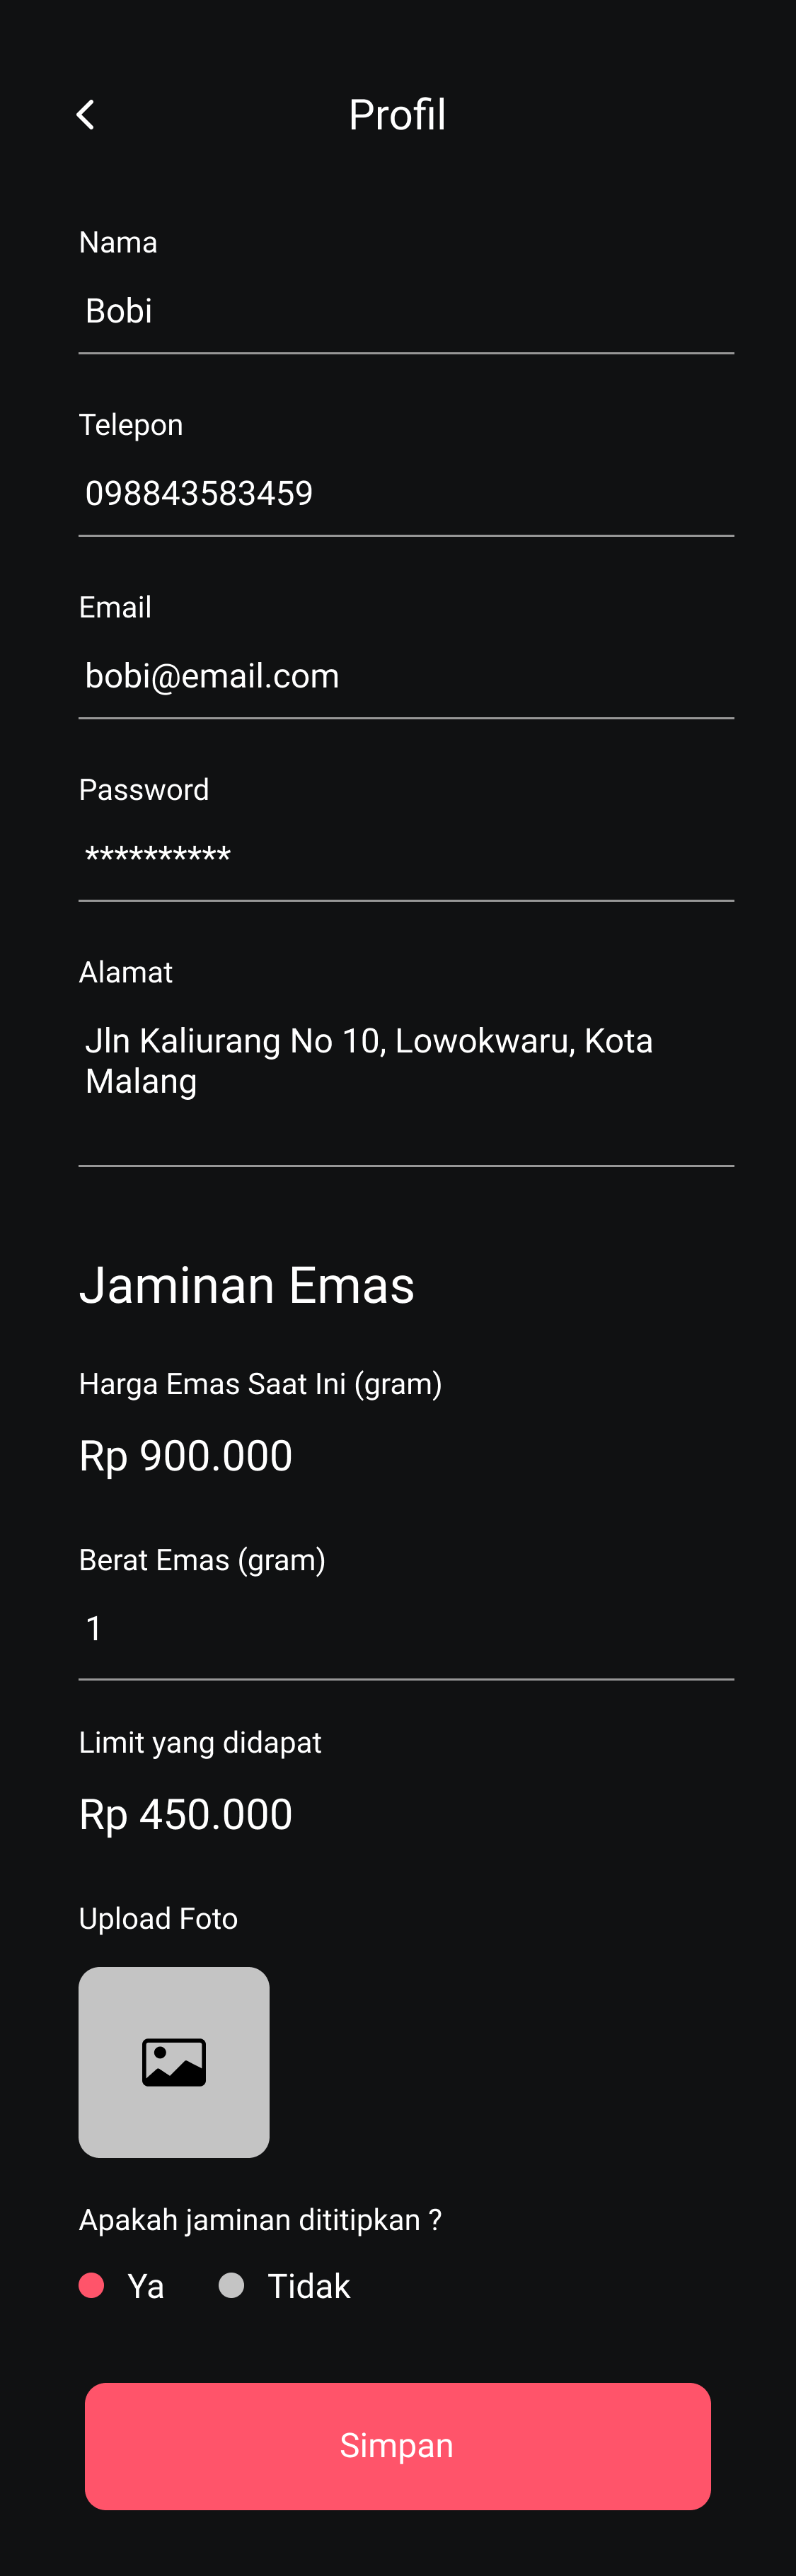 Profil
Nama
Bobi
Telepon
098843583459
Email
bobi@email.com
Password
**********
Alamat
Jln Kaliurang No 10, Lowokwaru, Kota
Malang
Jaminan Emas
Harga Emas Saat Ini (gram)
Rp 900.000
Berat Emas (gram)
1
Limit yang didapat
Rp 450.000
Upload Foto
Apakah jaminan dititipkan ?
Ya Tidak
Simpan